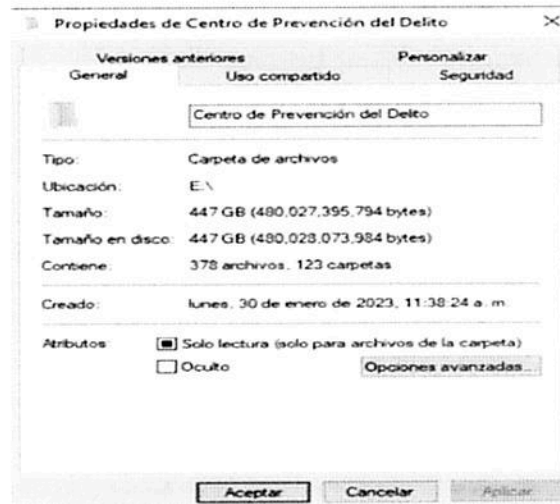 Propiedades de Centro de Prevención del Delito
Versiones anteriores Personalizar
General Uso compartido Seguridad
Centro de Prevención del Delito
Tipo: Carpeta de archivos
Ubicación: E:\
Tamaño: 447 GB (480,027,395,794 bytes)
Tamaño en disco: 447 GB (480,028,073,984 bytes)
Contiene: 378 archivos, 123 carpetas
Creado: lunes, 30 de enero de 2023, 11:38:24 a. m.
Atributos: Solo lectura (solo para archivos de la carpeta)
Oculto Opciones avanzadas...
Aceptar Cancelar Aplicar